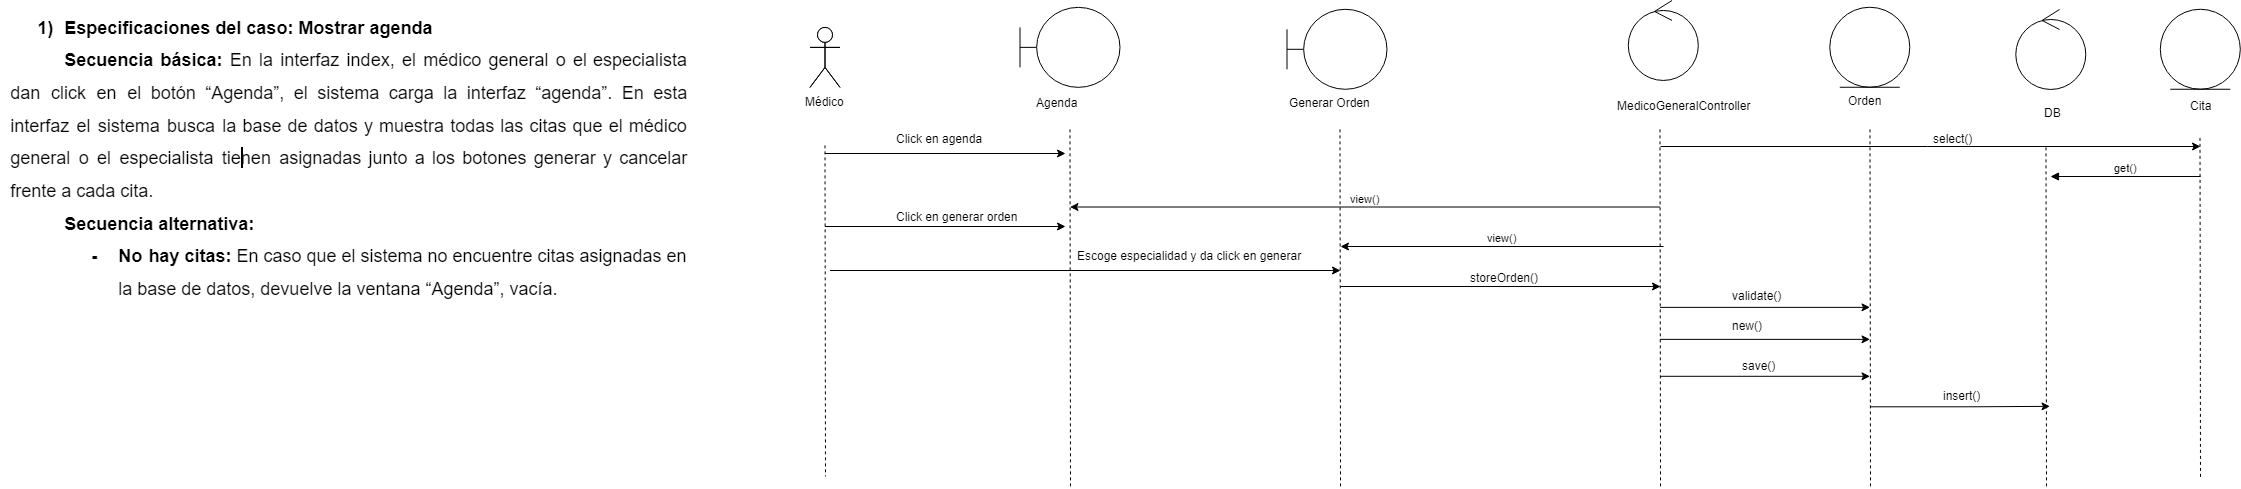 1) Especificaciones del caso: Mostrar agenda
Secuencia básica: En la interfaz index, el médico general o el especialista
dan click en el botón “Agenda”, el sistema carga la interfaz “agenda”. En esta
interfaz el sistema busca la base de datos y muestra todas las citas que el médico
general o el especialista tienen asignadas junto a los botones generar y cancelar
frente a cada cita.
Secuencia alternativa:
- No hay citas: En caso que el sistema no encuentre citas asignadas en
la base de datos, devuelve la ventana “Agenda”, vacía.
Médico
Agenda
Generar Orden
MedicoGeneralController
Orden
DB
Cita
Click en agenda
select()
get()
view()
Click en generar orden
view()
Escoge especialidad y da click en generar
storeOrden()
validate()
new()
save()
insert()